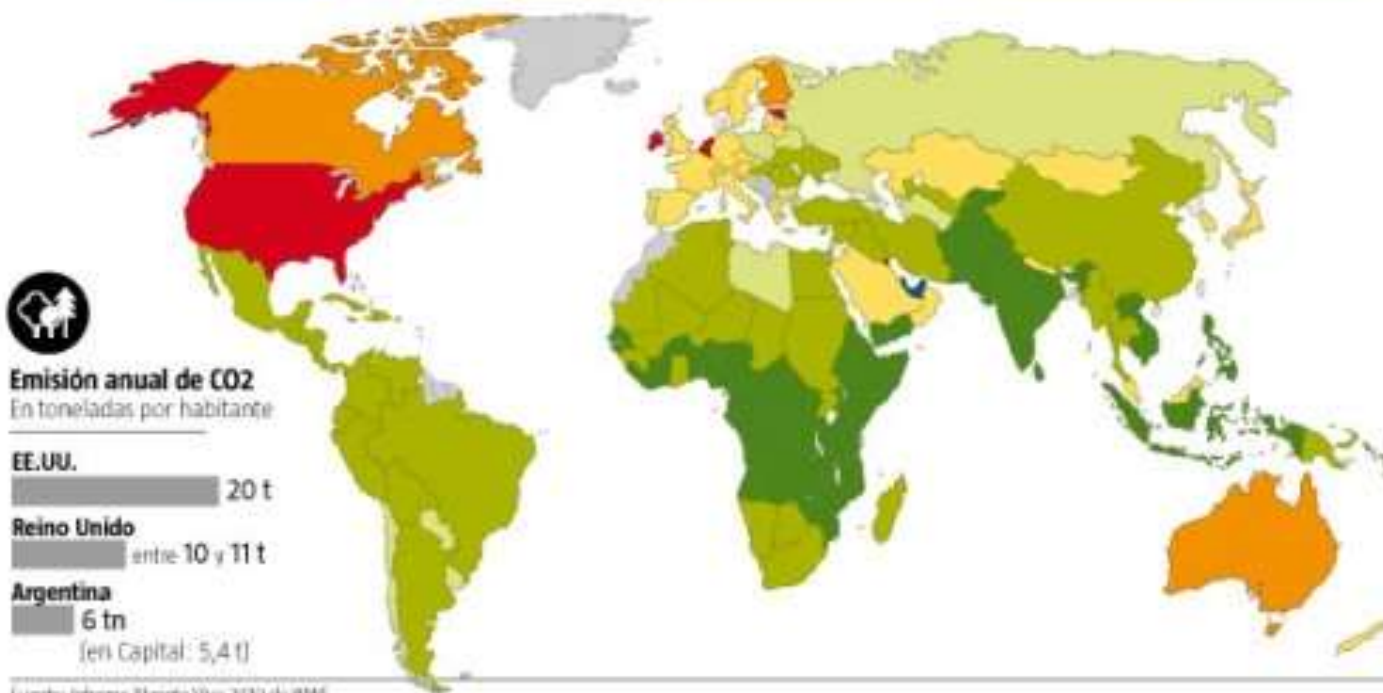 Emisión anual de CO2
En toneladas por habitante
EE.UU.
20 t
Reino Unido
entre 10 y 11 t
Argentina
6 tn
(en Capital: 5,4 t)